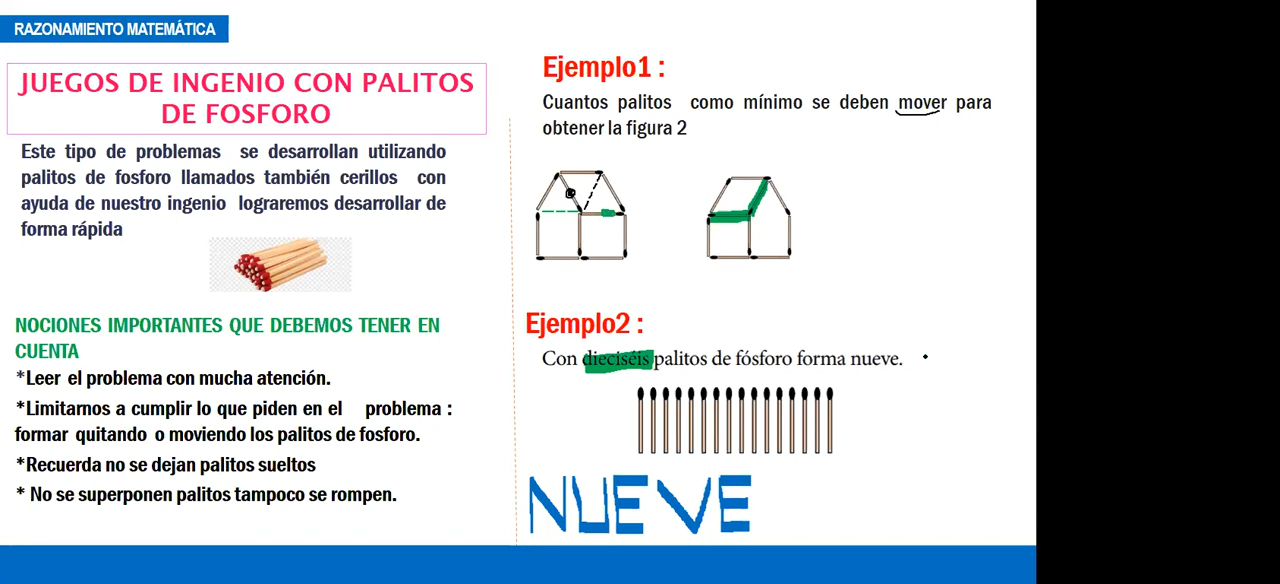 RAZONAMIENTO MATEMÁTICA
JUEGOS DE INGENIO CON PALITOS
DE FOSFORO
Este tipo de problemas se desarrollan utilizando
palitos de fosforo llamados también cerillos con
ayuda de nuestro ingenio lograremos desarrollar de
forma rápida
NOCIONES IMPORTANTES QUE DEBEMOS TENER EN
CUENTA
*Leer el problema con mucha atención.
*Limitarnos a cumplir lo que piden en el problema :
formar quitando o moviendo los palitos de fosforo.
*Recuerda no se dejan palitos sueltos
* No se superponen palitos tampoco se rompen.
Ejemplo1 :
Cuantos palitos como mínimo se deben mover para
obtener la figura 2
Ejemplo2 :
Con dieciséis palitos de fósforo forma nueve.
NUEVE